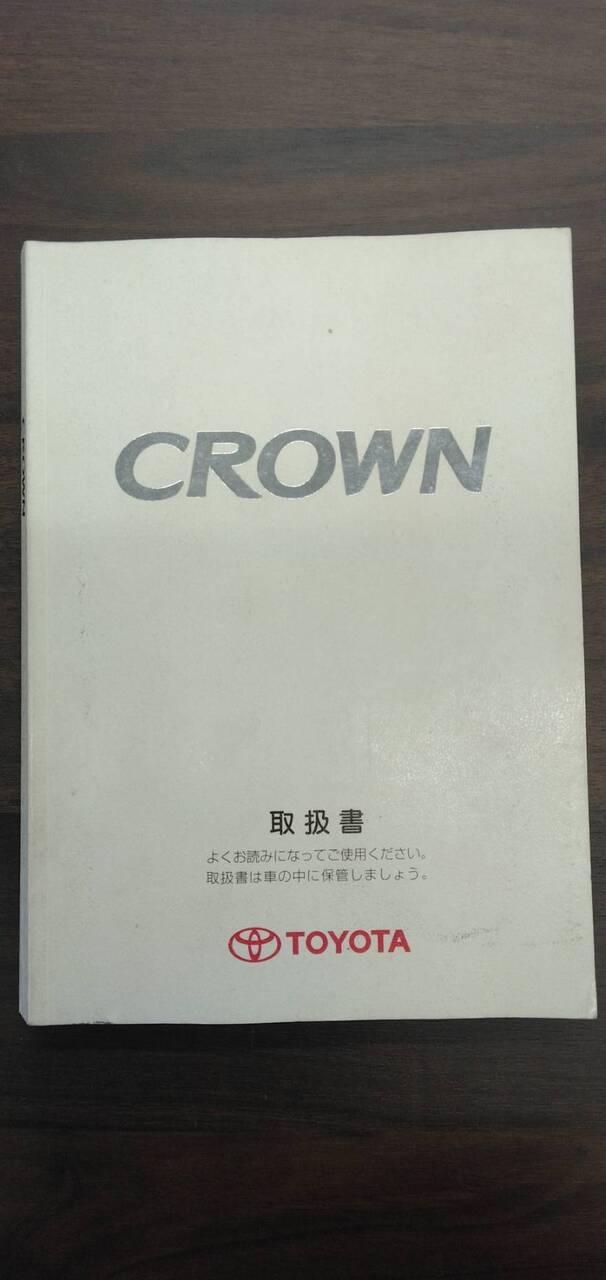 CROWN
取扱書
よくお読みになってご使用ください。
取扱書は車の中に保管しましょう。
TOYOTA
CROWN